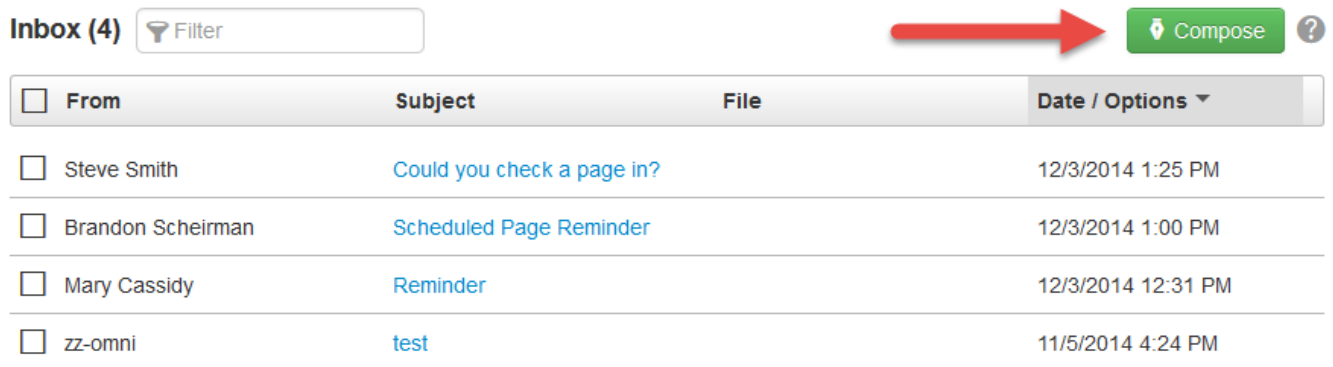 Inbox (4) Filter Compose ?
From Subject File Date / Options
Steve Smith Could you check a page in? 12/3/2014 1:25 PM
Brandon Scheirman Scheduled Page Reminder 12/3/2014 1:00 PM
Mary Cassidy Reminder 12/3/2014 12:31 PM
zz-omni test 11/5/2014 4:24 PM